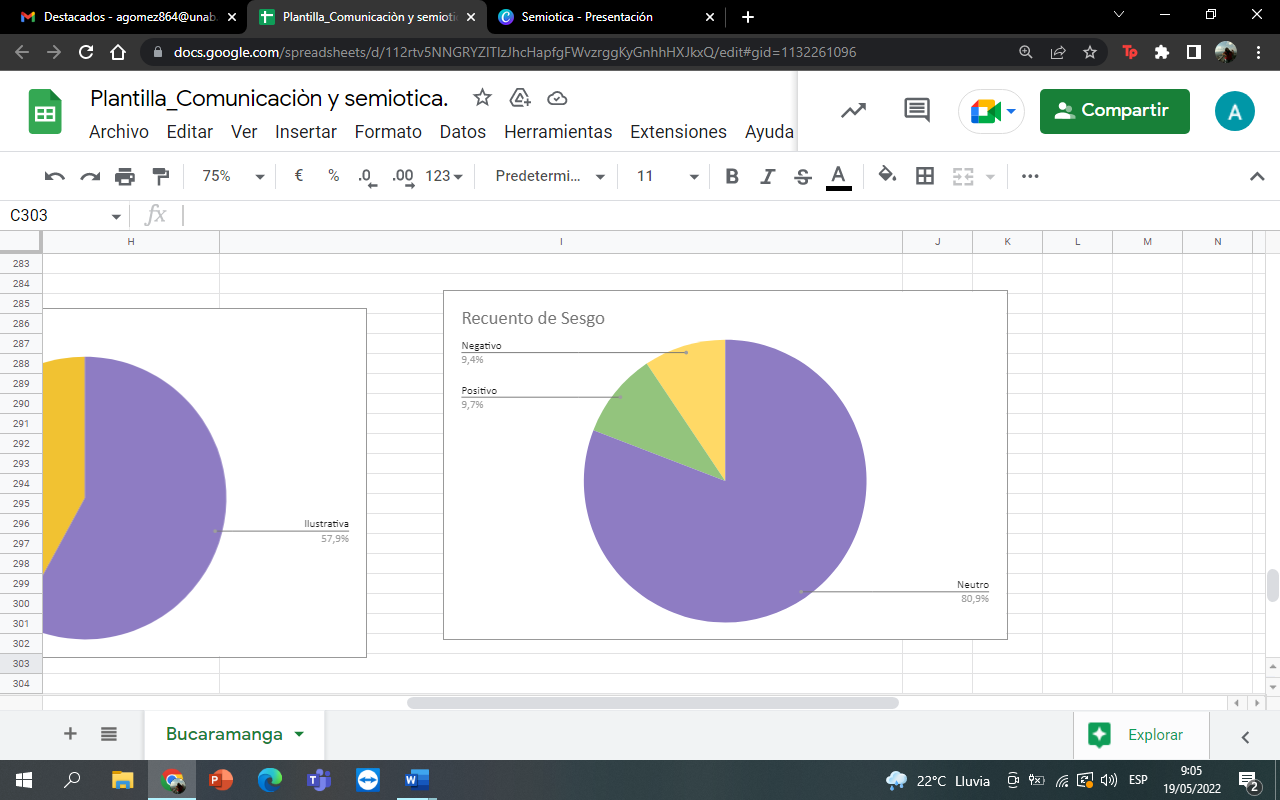 Destacados - agomez864@unab.
Plantilla_Comunicaciòn y semioti
Semiotica - Presentación
docs.google.com/spreadsheets/d/112rtv5NNGRYZITIzJhcHapfgFWvzrggKyGnhhHXJkxQ/edit#gid=1132261096
Plantilla_Comunicaciòn y semiotica.
Archivo Editar Ver Insertar Formato Datos Herramientas Extensiones Ayuda
Compartir
A
75% € % .0 .00 123 Predetermi... 11 B I S A
C303 fx
H I J K L M N
283
284
285
286
287
288
289
290
291
292
293
294
295
296
297
298
299
300
301
302
303
304
Ilustrativa
57,9%
Recuento de Sesgo
Negativo
9,4%
Positivo
9,7%
Neutro
80,9%
Bucaramanga
Explorar
22°C Lluvia
ESP
9:05
19/05/2022
2